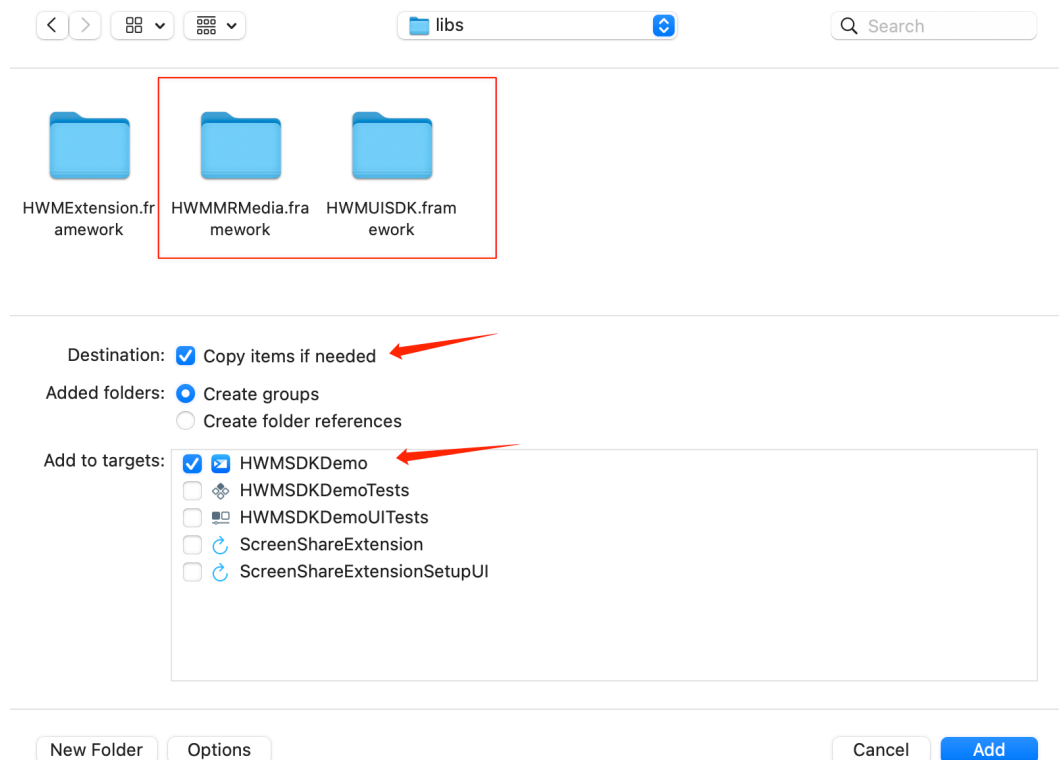 libs
Search
HWMExtension.fr
amework
HWMMRMedia.fra
mework
HWMUISDK.fram
ework
Destination:
Copy items if needed
Added folders:
Create groups
Create folder references
Add to targets:
HWMSDKDemo
HWMSDKDemoTests
HWMSDKDemoUITests
ScreenShareExtension
ScreenShareExtensionSetupUI
New Folder
Options
Cancel
Add